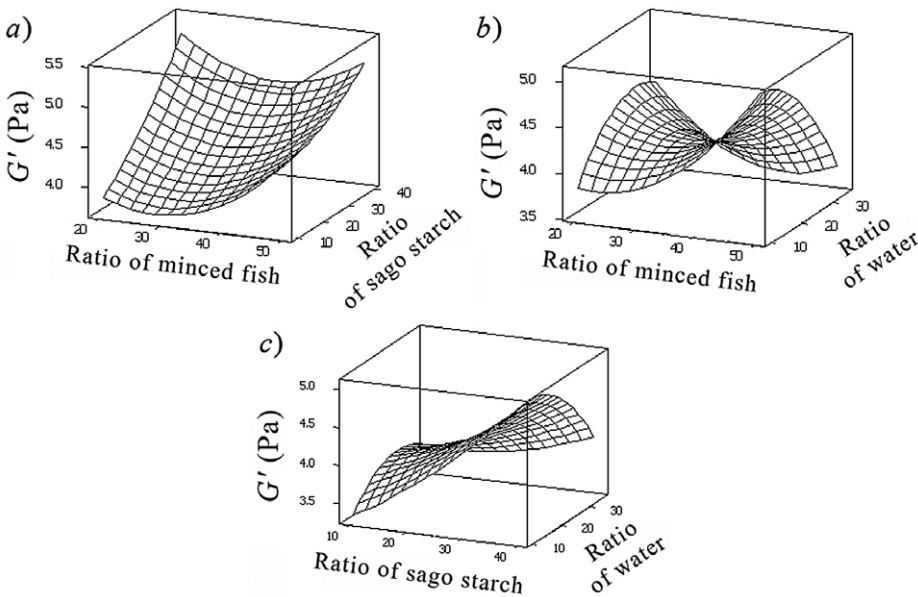 a)
5.5
5.0
4.5
4.0
G' (Pa)
20
30
40
50
Ratio of minced fish
10
20
30
40
Ratio
of sago starch
b)
5.0
4.5
4.0
3.5
G' (Pa)
20
30
40
50
Ratio of minced fish
10
20
30
Ratio
of water
c)
5.0
4.5
4.0
3.5
G' (Pa)
10
20
30
40
Ratio of sago starch
10
20
30
Ratio
of water